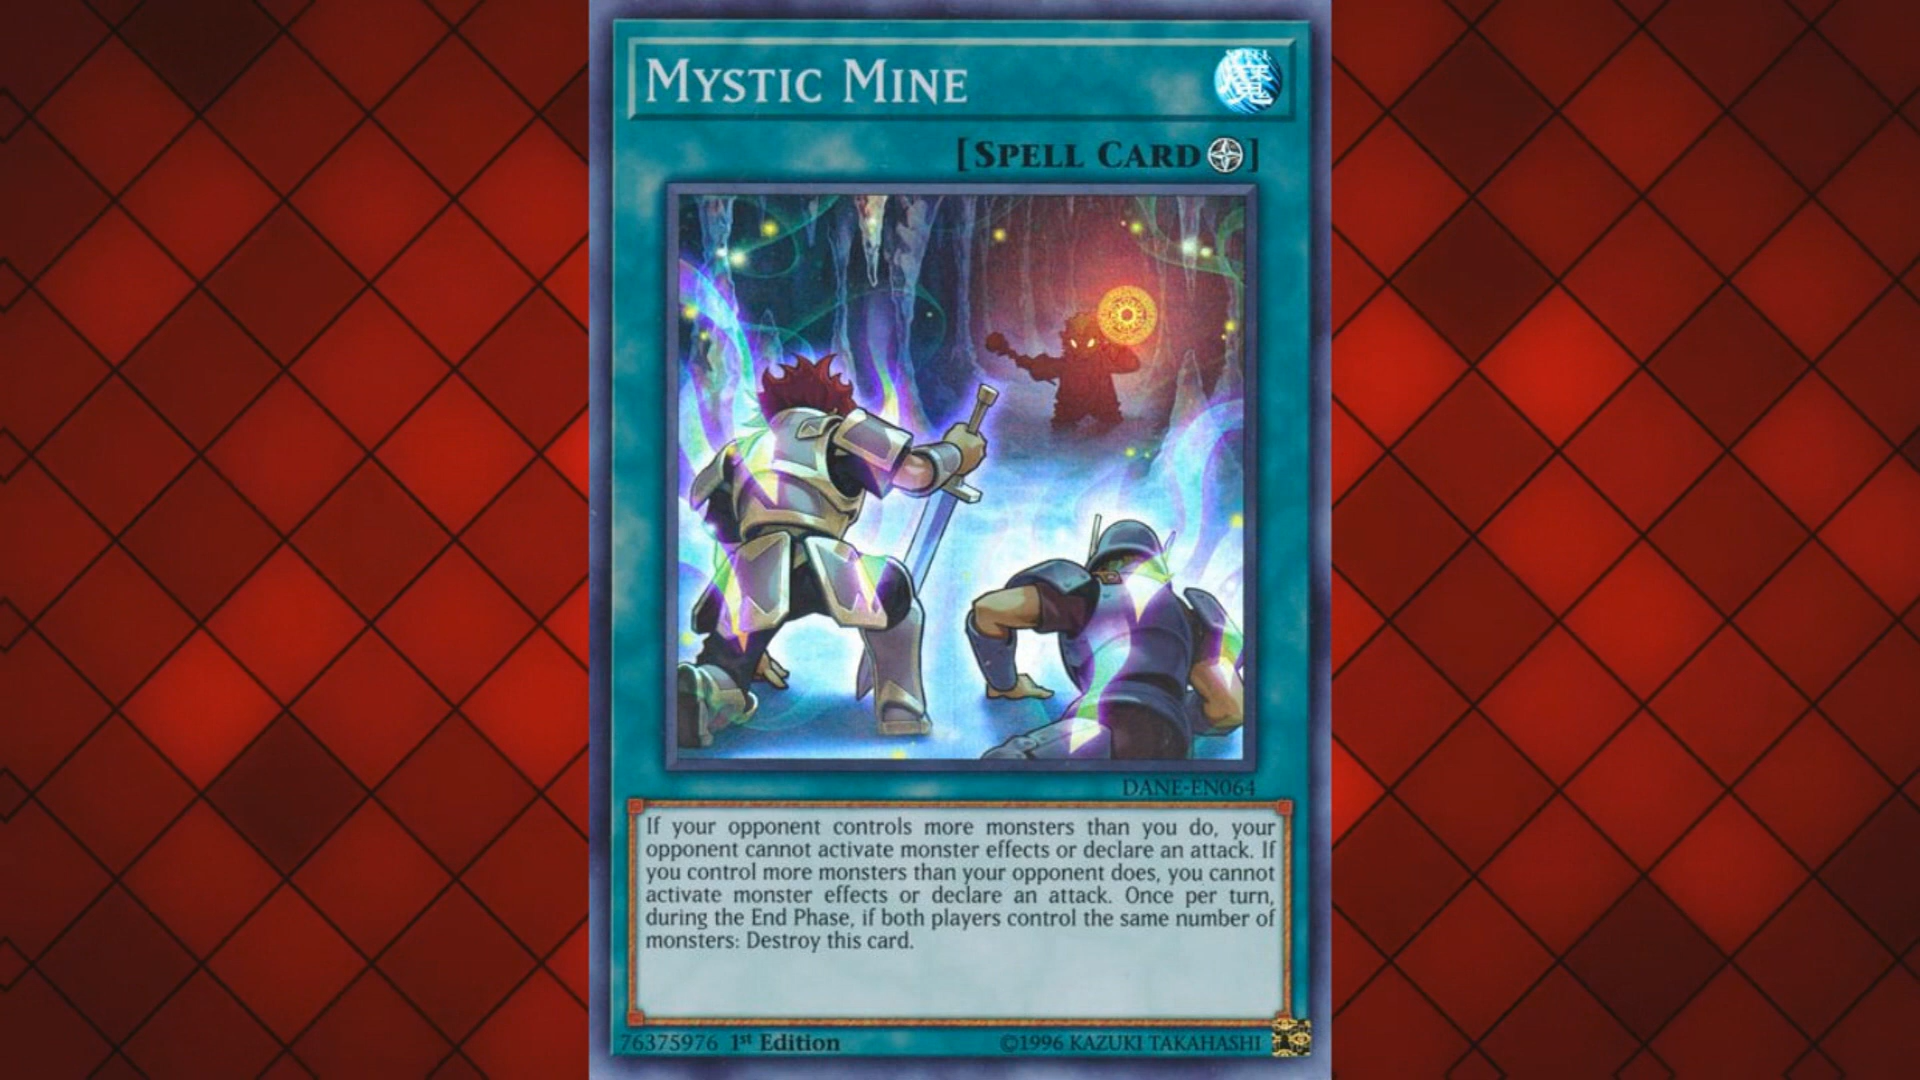 MYSTIC MINE
魔
[SPELL CARD]
DANE-EN064
If your opponent controls more monsters than you do, your
opponent cannot activate monster effects or declare an attack. If
you control more monsters than your opponent does, you cannot
activate monster effects or declare an attack. Once per turn,
during the End Phase, if both players control the same number of
monsters: Destroy this card.
76375976 1st Edition ©1996 KAZUKI TAKAHASHI